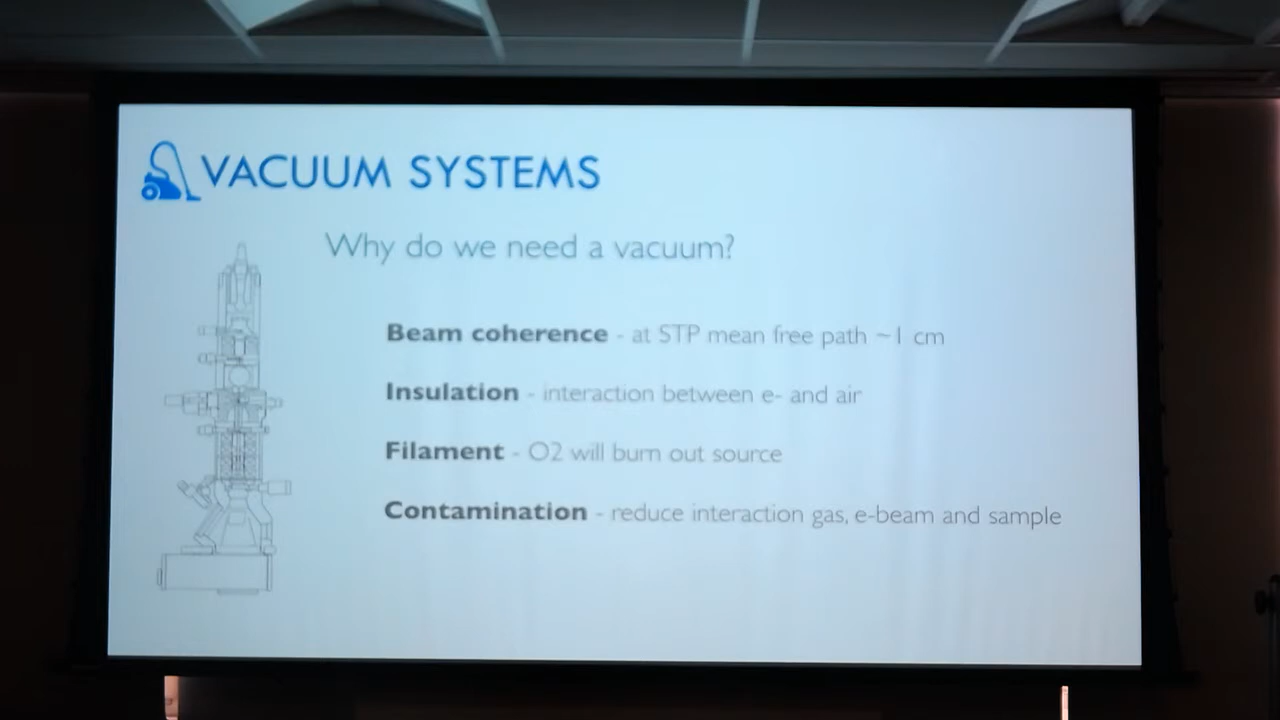 VACUUM SYSTEMS
Why do we need a vacuum?
Beam coherence - at STP mean free path ~1 cm
Insulation - interaction between e- and air
Filament - O2 will burn out source
Contamination - reduce interaction gas, e-beam and sample